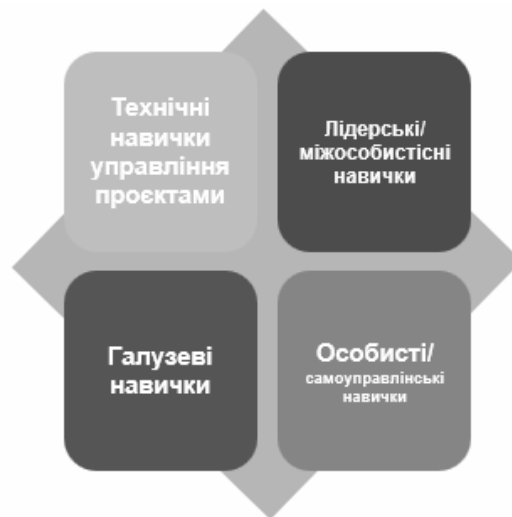 Технічні
навички
управління
проєктами
Лідерські/
міжособистісні
навички
Галузеві
навички
Особисті/
самоуправлінські
навички